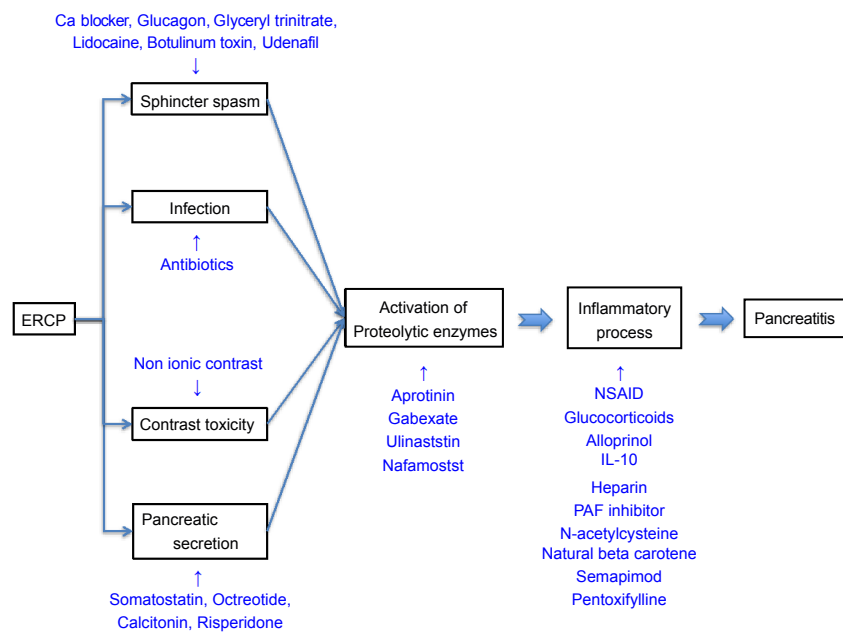 Ca blocker, Glucagon, Glyceryl trinitrate,
Lidocaine, Botulinum toxin, Udenafil
↓
Sphincter spasm
Infection
↑
Antibiotics
ERCP
Non ionic contrast
↓
Contrast toxicity
Pancreatic
secretion
↑
Somatostatin, Octreotide,
Calcitonin, Risperidone
Activation of
Proteolytic enzymes
↑
Aprotinin
Gabexate
Ulinaststin
Nafamostst
Inflammatory
process
↑
NSAID
Glucocorticoids
Alloprinol
IL-10
Heparin
PAF inhibitor
N-acetylcysteine
Natural beta carotene
Semapimod
Pentoxifylline
Pancreatitis